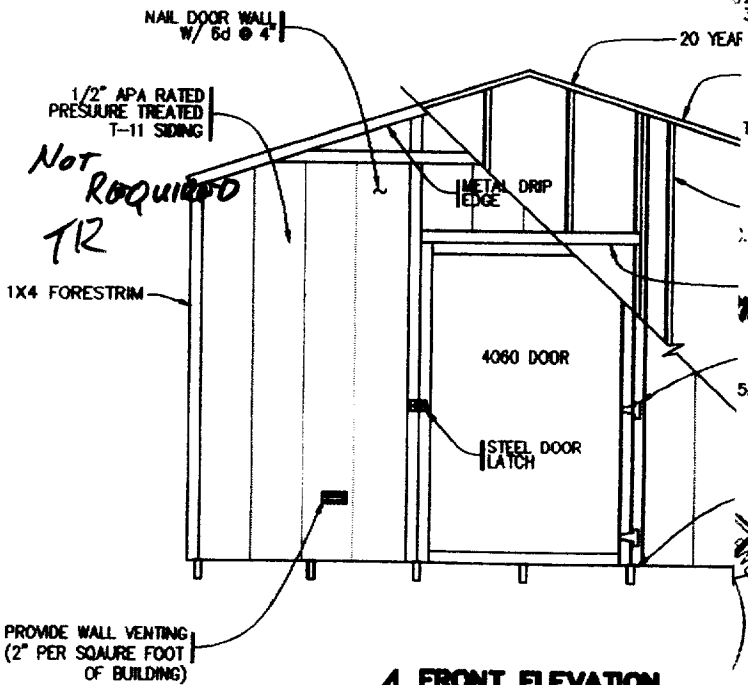 NAIL DOOR WALL
W/ 6d @ 4"
20 YEAR
1/2" APA RATED
PRESUURE TREATED
T-11 SIDING
NOT
REQUIRED
TR
METAL DRIP
EDGE
1X4 FORESTRIM
4060 DOOR
STEEL DOOR
LATCH
PROVIDE WALL VENTING
(2" PER SQAURE FOOT
OF BUILDING)
4 FRONT ELEVATION